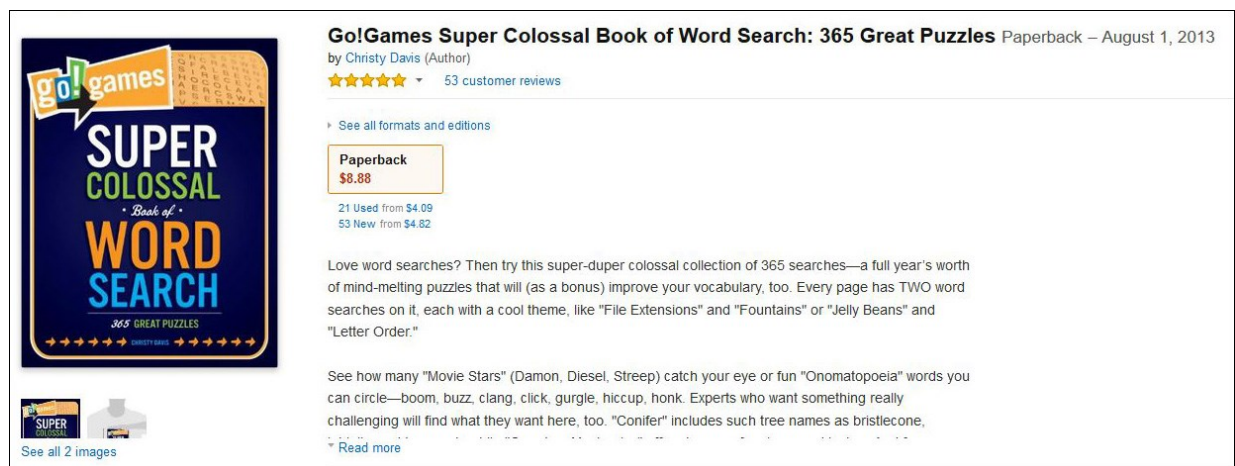 Go!Games Super Colossal Book of Word Search: 365 Great Puzzles Paperback – August 1, 2013
by Christy Davis (Author)
53 customer reviews
See all formats and editions
Paperback
$8.88
21 Used from $4.09
53 New from $4.82
Love word searches? Then try this super-duper colossal collection of 365 searches—a full year's worth
of mind-melting puzzles that will (as a bonus) improve your vocabulary, too. Every page has TWO word
searches on it, each with a cool theme, like "File Extensions" and "Fountains" or "Jelly Beans" and
"Letter Order."
See how many "Movie Stars" (Damon, Diesel, Streep) catch your eye or fun "Onomatopoeia" words you
can circle—boom, buzz, clang, click, gurgle, hiccup, honk. Experts who want something really
challenging will find what they want here, too. "Conifer" includes such tree names as bristlecone,
Read more
go! games
SUPER
COLOSSAL
Book of
WORD
SEARCH
365 GREAT PUZZLES
CHRISTY DAVIS
SUPER
COLOSSAL
See all 2 images